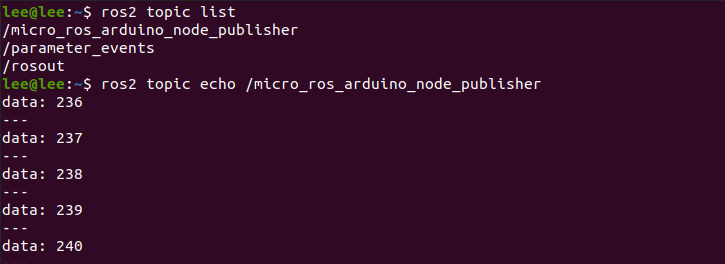 lee@lee:~$ ros2 topic list
/micro_ros_arduino_node_publisher
/parameter_events
/rosout
lee@lee:~$ ros2 topic echo /micro_ros_arduino_node_publisher
data: 236
---
data: 237
---
data: 238
---
data: 239
---
data: 240